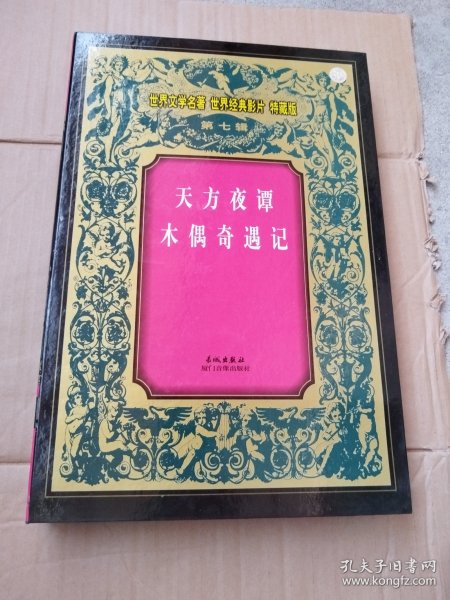 世界文学名著 世界经典影片 特藏版
第七辑
天方夜谭
木偶奇遇记
长城出版社
厦门音像出版社
孔夫子旧书网
www.kongfz.com